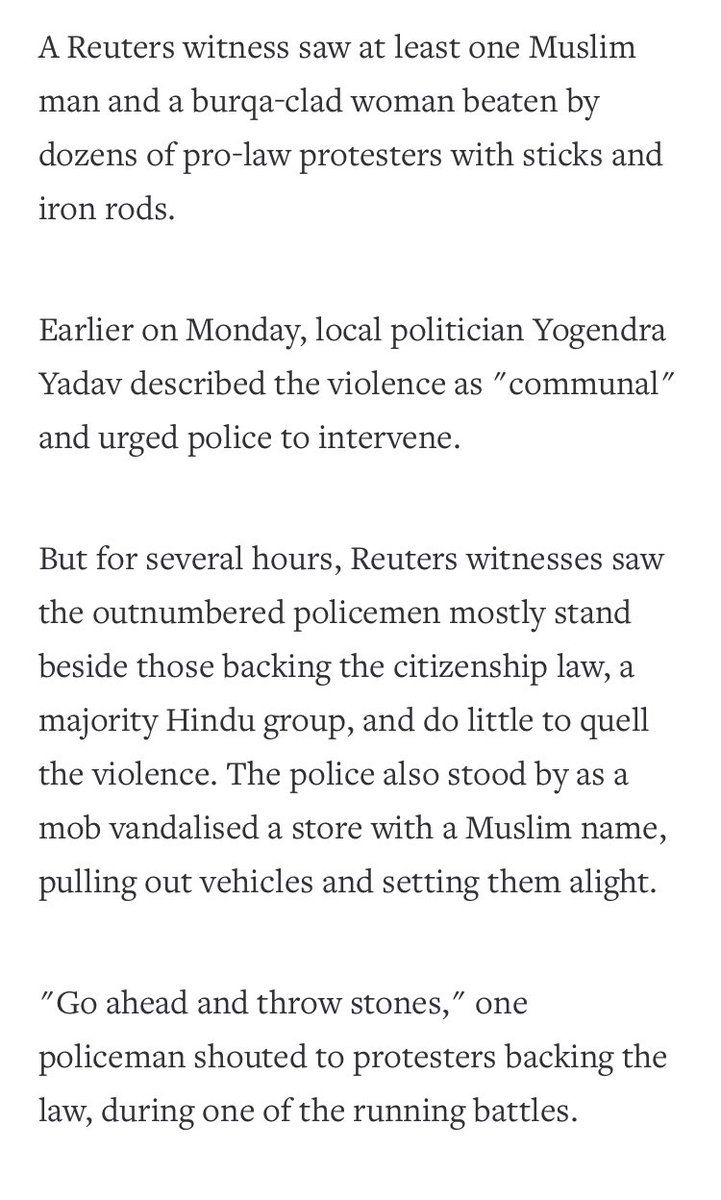 A Reuters witness saw at least one Muslim
man and a burqa-clad woman beaten by
dozens of pro-law protesters with sticks and
iron rods.
Earlier on Monday, local politician Yogendra
Yadav described the violence as "communal"
and urged police to intervene.
But for several hours, Reuters witnesses saw
the outnumbered policemen mostly stand
beside those backing the citizenship law, a
majority Hindu group, and do little to quell
the violence. The police also stood by as a
mob vandalised a store with a Muslim name,
pulling out vehicles and setting them alight.
"Go ahead and throw stones," one
policeman shouted to protesters backing the
law, during one of the running battles.